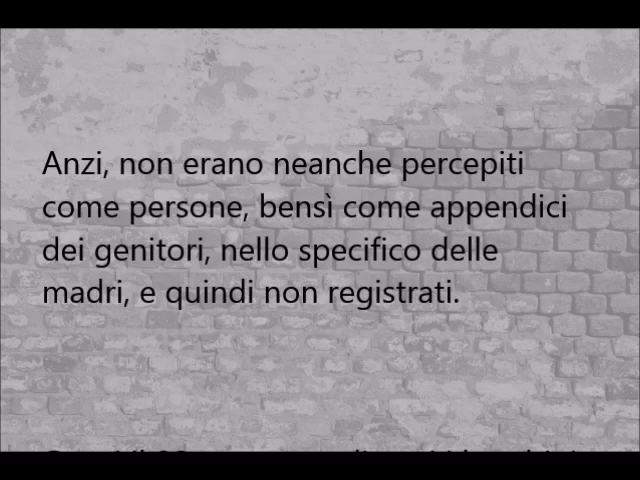 Anzi, non erano neanche percepiti
come persone, bensì come appendici
dei genitori, nello specifico delle
madri, e quindi non registrati.